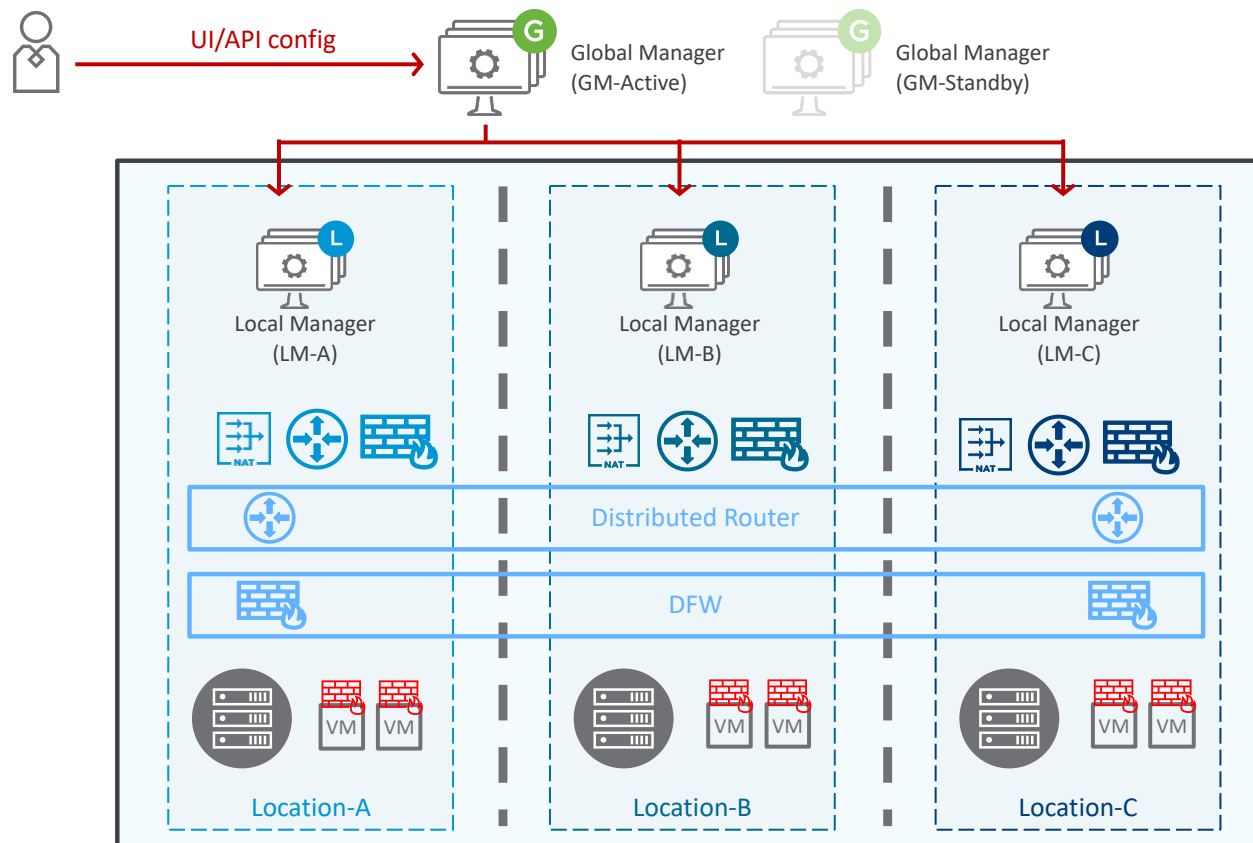 UI/API config
G
Global Manager
(GM-Active)
G
Global Manager
(GM-Standby)
L
Local Manager
(LM-A)
L
Local Manager
(LM-B)
L
Local Manager
(LM-C)
NAT
NAT
NAT
Distributed Router
DFW
VM VM
VM VM
VM VM
Location-A
Location-B
Location-C